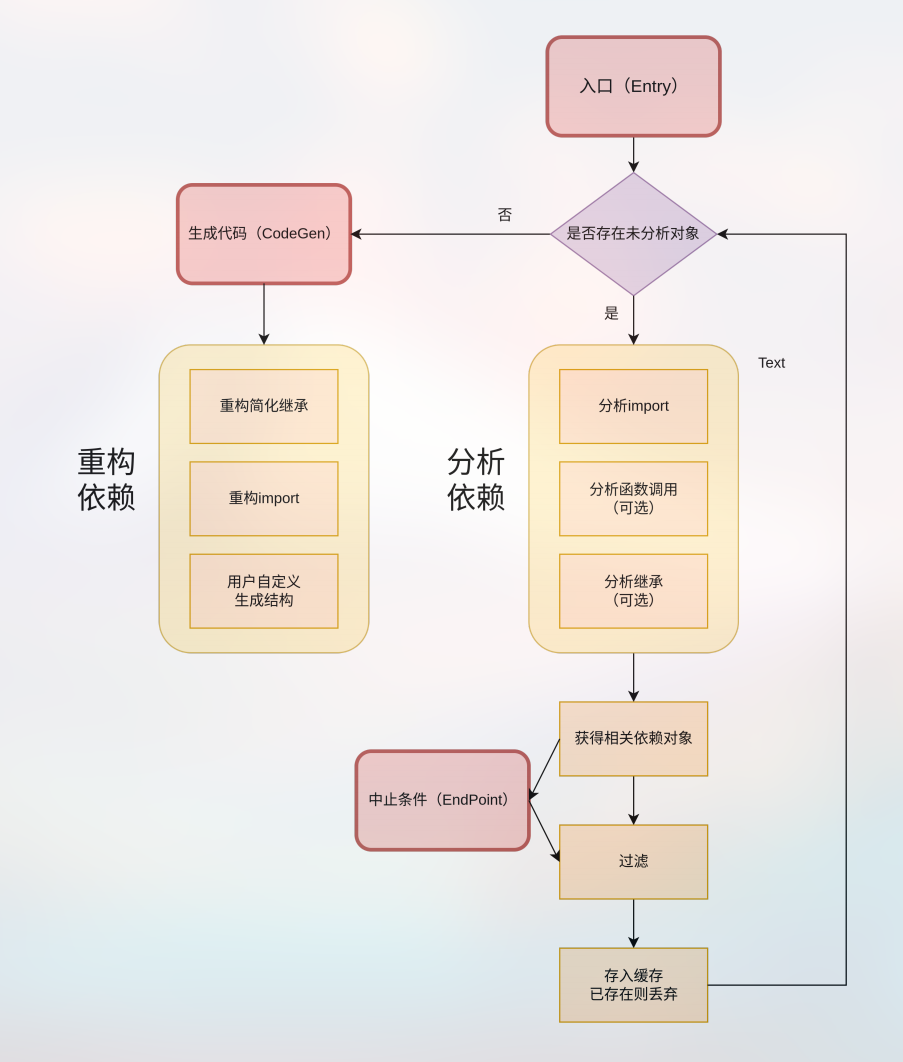 入口（Entry）
是否存在未分析对象
否
生成代码（CodeGen）
是
Text
重构
依赖
重构简化继承
重构import
用户自定义
生成结构
分析
依赖
分析import
分析函数调用
（可选）
分析继承
（可选）
获得相关依赖对象
中止条件（EndPoint）
过滤
存入缓存
已存在则丢弃